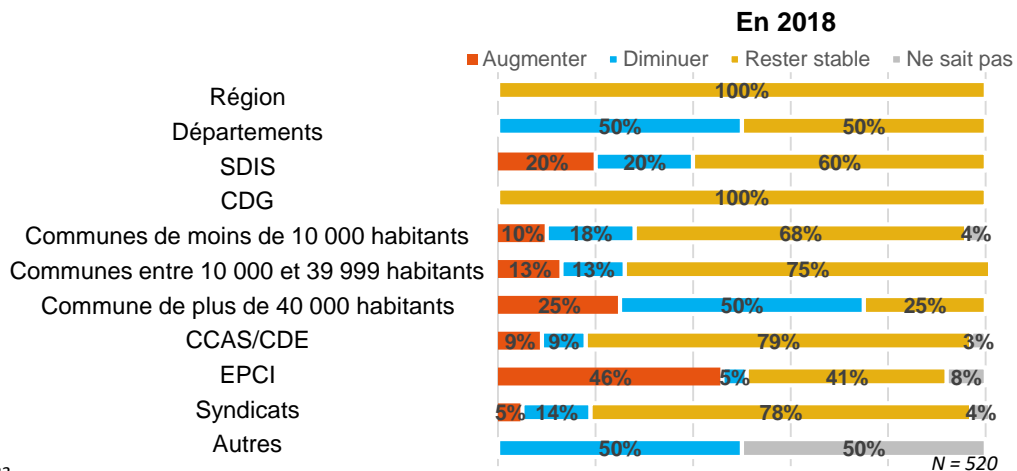 En 2018
Augmenter Diminuer Rester stable Ne sait pas
Région 100%
Départements 50% 50%
SDIS 20% 20% 60%
CDG 100%
Communes de moins de 10 000 habitants 10% 18% 68% 4%
Communes entre 10 000 et 39 999 habitants 13% 13% 75%
Commune de plus de 40 000 habitants 25% 50% 25%
CCAS/CDE 9% 9% 79% 3%
EPCI 46% 5% 41% 8%
Syndicats 5% 14% 78% 4%
Autres 50% 50%
N = 520